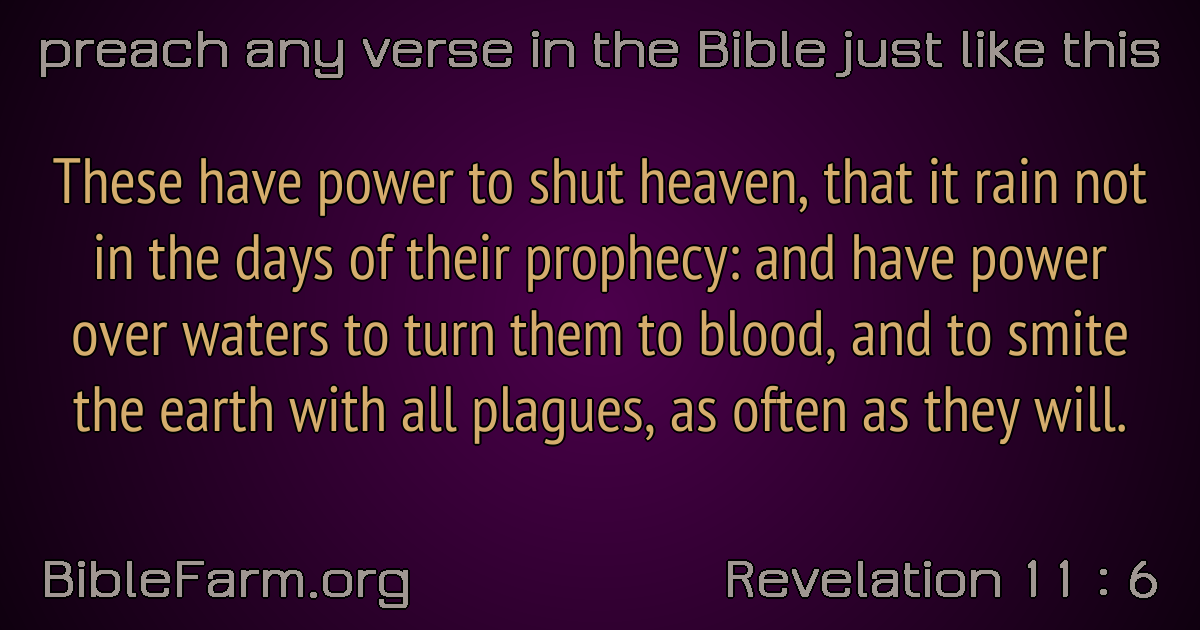 preach any verse in the Bible just like this
These have power to shut heaven, that it rain not
in the days of their prophecy: and have power
over waters to turn them to blood, and to smite
the earth with all plagues, as often as they will.
BibleFarm.org
Revelation 11 : 6